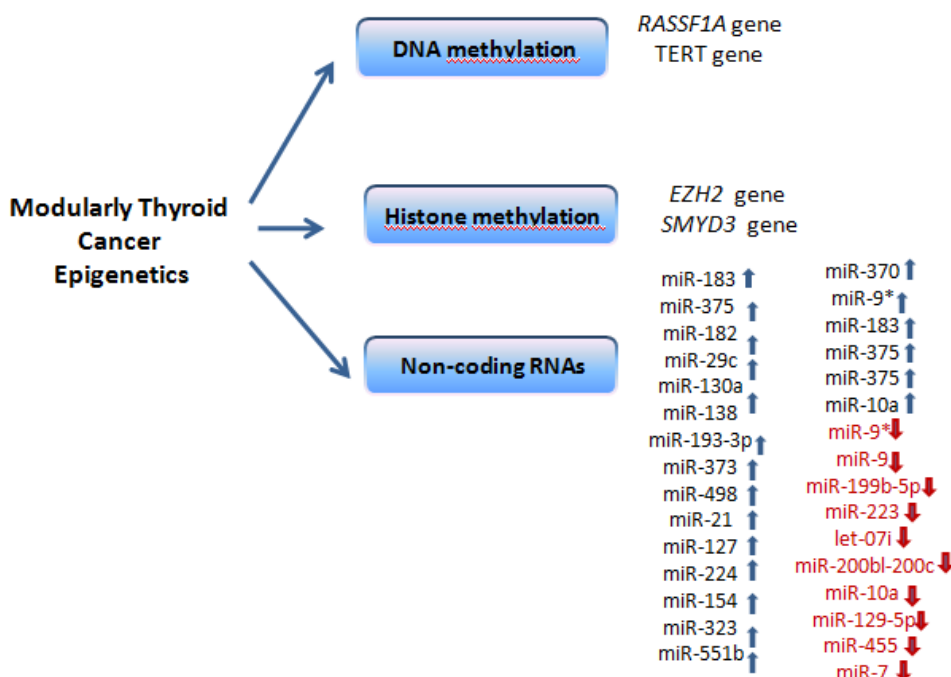 RASSF1A gene
TERT gene
DNA methylation
Modularly Thyroid
Cancer
Epigenetics
EZH2 gene
SMYD3 gene
Histone methylation
Non-coding RNAs
miR-183
miR-375
miR-182
miR-29c
miR-130a
miR-138
miR-193-3p
miR-373
miR-498
miR-21
miR-127
miR-224
miR-154
miR-323
miR-551b
miR-370
miR-9*
miR-183
miR-375
miR-375
miR-10a
miR-9*
miR-9
miR-199b-5p
miR-223
let-07i
miR-200bl-200c
miR-10a
miR-129-5p
miR-455
miR-7